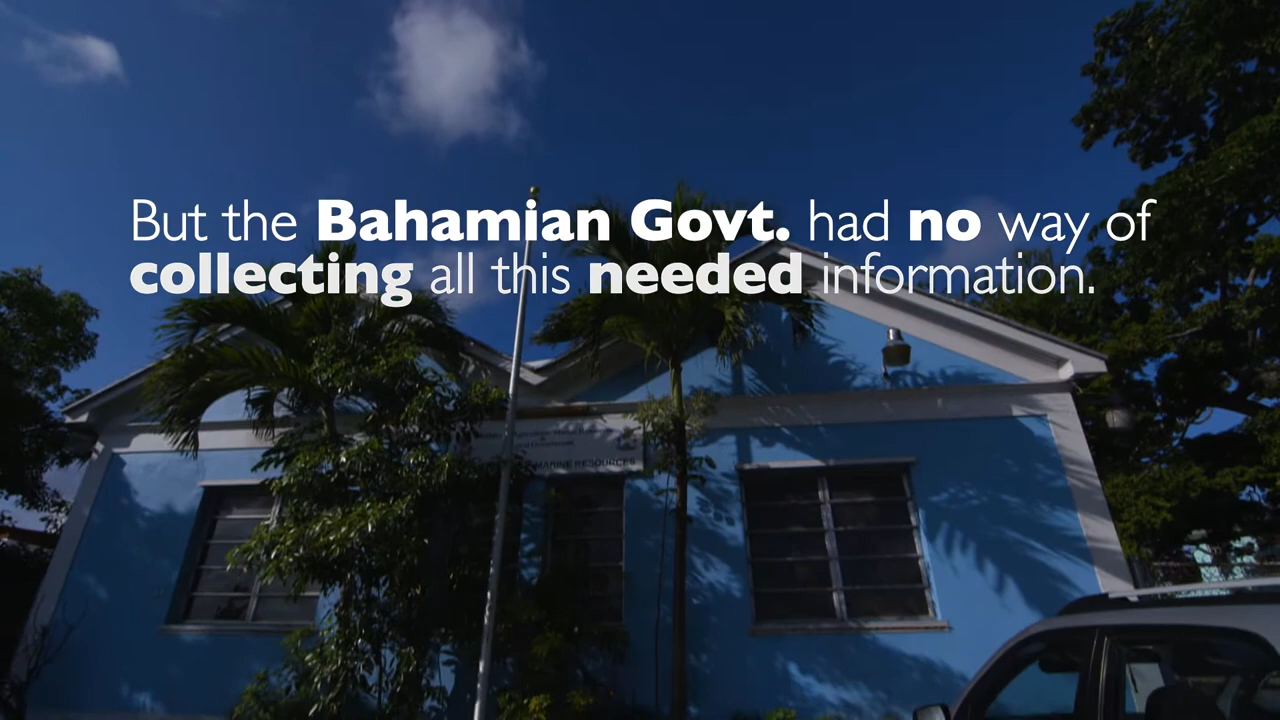 But the Bahamian Govt. had no way of
collecting all this needed information.
MARINE RESOURCES